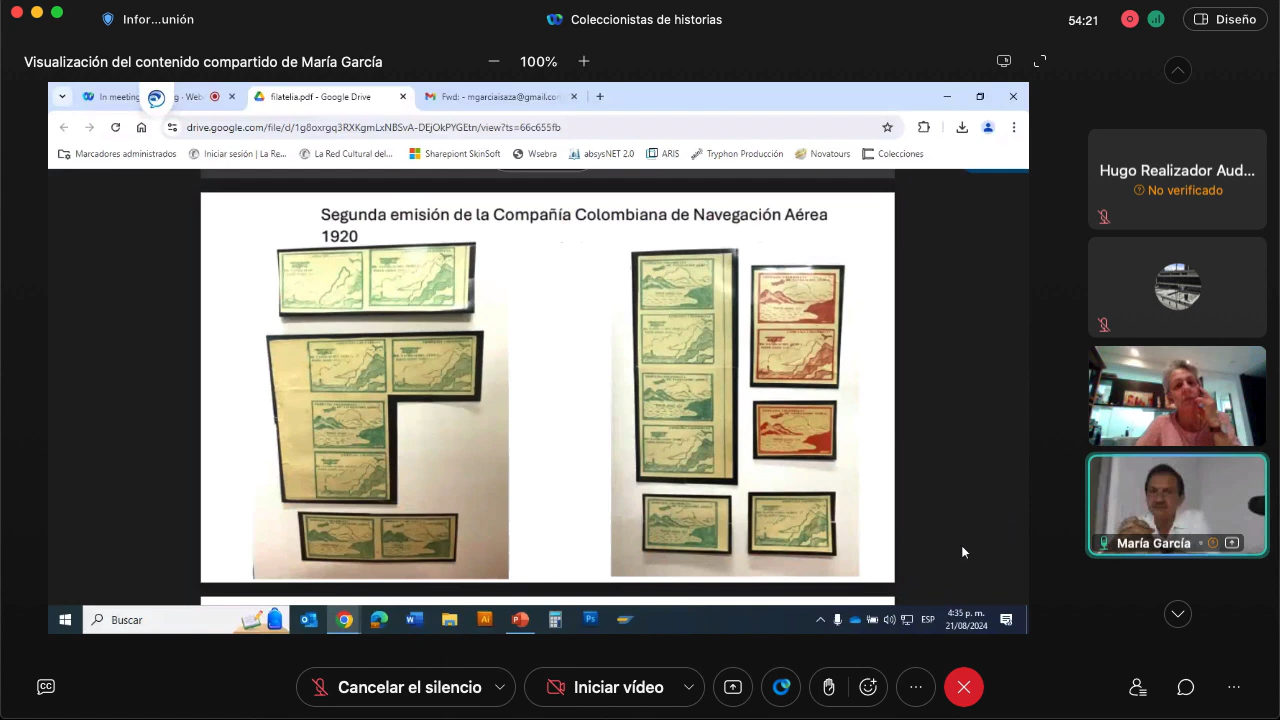 Infor...unión
Coleccionistas de historias
54:21
Diseño
Visualización del contenido compartido de María García
100%
filatelia.pdf - Google Drive
Fwd: - mgarciaisaza@gmail.co
drive.google.com/file/d/1g8oxrgq3RXKgmLxNBSvA-DEjOkPYGEtn/view?ts=66c655fb
Marcadores administrados
Iniciar sesión | La Re...
La Red Cultural del...
Sharepiont SkinSoft
Wsebra
absysNET 2.0
ARIS
Tryphon Producción
Novatours
Colecciones
Segunda emisión de la Compañía Colombiana de Navegación Aérea
1920
Hugo Realizador Aud...
No verificado
María García
Buscar
ESP
4:35 p. m.
21/08/2024
Cancelar el silencio
Iniciar vídeo